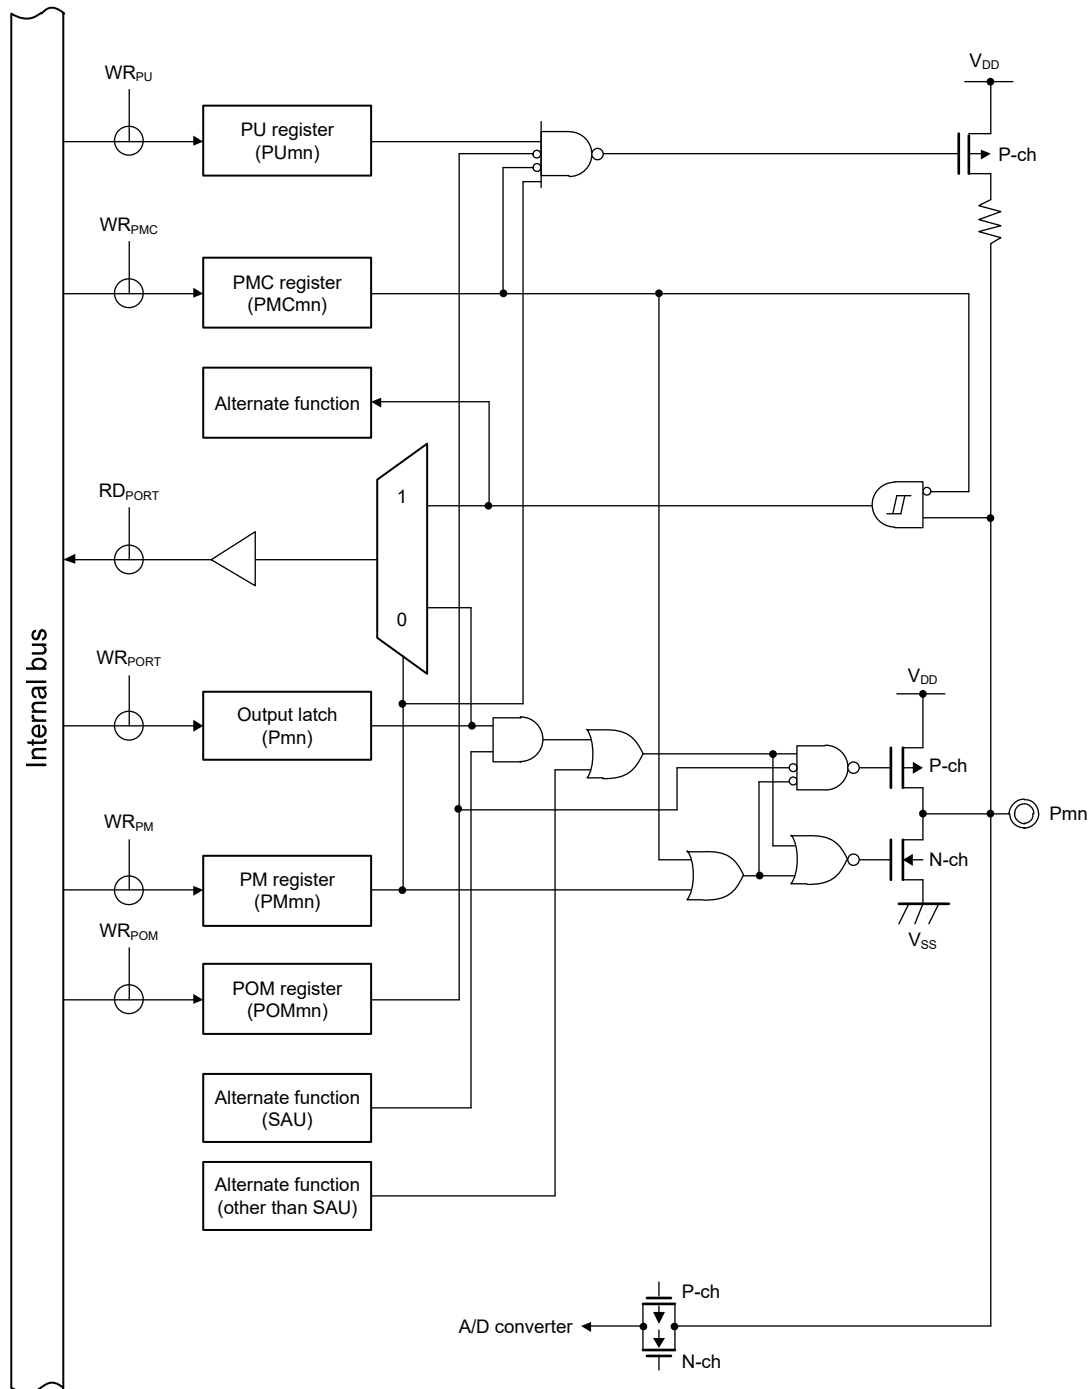 V_DD
WR_PU
PU register
(PUmn)
P-ch
WR_PMC
PMC register
(PMCmn)
Alternate function
1
RD_PORT
0
Internal bus
WR_PORT
Output latch
(Pmn)
V_DD
P-ch
Pmn
WR_PM
PM register
(PMmn)
N-ch
WR_POM
V_SS
POM register
(POMmn)
Alternate function
(SAU)
Alternate function
(other than SAU)
P-ch
A/D converter
N-ch